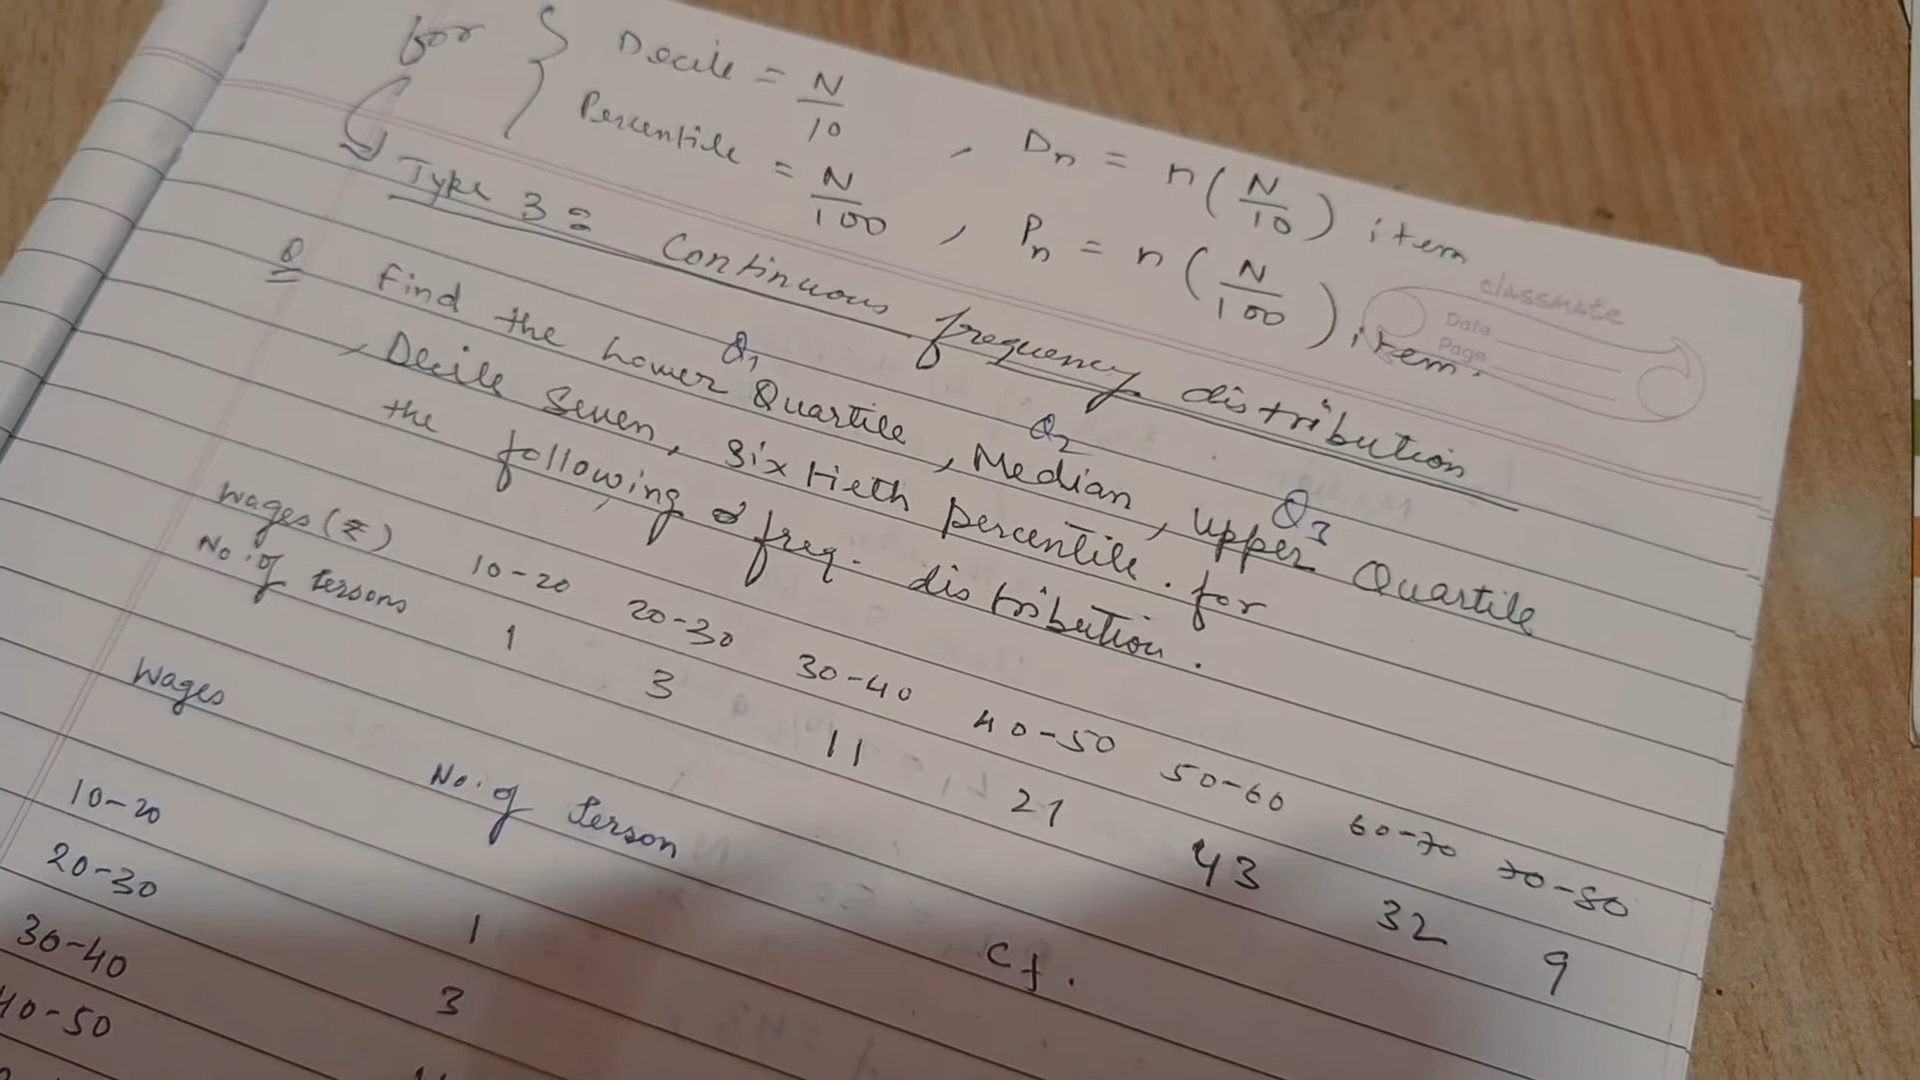 for { Decile = N/10 , Dn = n(N/10) item
Percentile = N/100 , Pn = n(N/100) item.
classmate
Date
Page
Type 3 : Continuous frequency distribution
Q Find the Lower Quartile, Median, Upper Quartile
Q1 Q2 Q3
, Decile Seven, Sixtieth Percentile. for
the following freq. distribution.
Wages (₹) 10-20 20-30 30-40 40-50 50-60 60-70 70-80
No. of Persons 1 3 11 21 43 32 9
Wages No. of Person Cf.
10-20 1
20-30 3
30-40
40-50